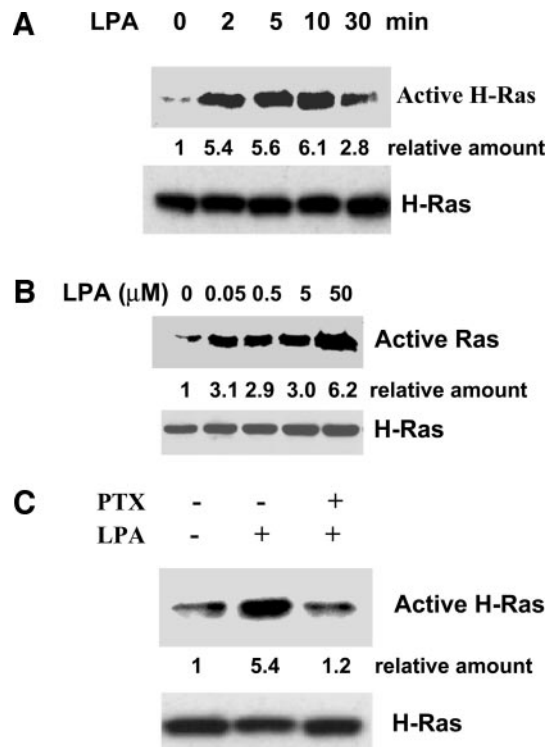 A LPA 0 2 5 10 30 min
Active H-Ras
1 5.4 5.6 6.1 2.8 relative amount
H-Ras
B LPA (μM) 0 0.05 0.5 5 50
Active Ras
1 3.1 2.9 3.0 6.2 relative amount
H-Ras
C PTX - - +
LPA - + +
Active H-Ras
1 5.4 1.2 relative amount
H-Ras